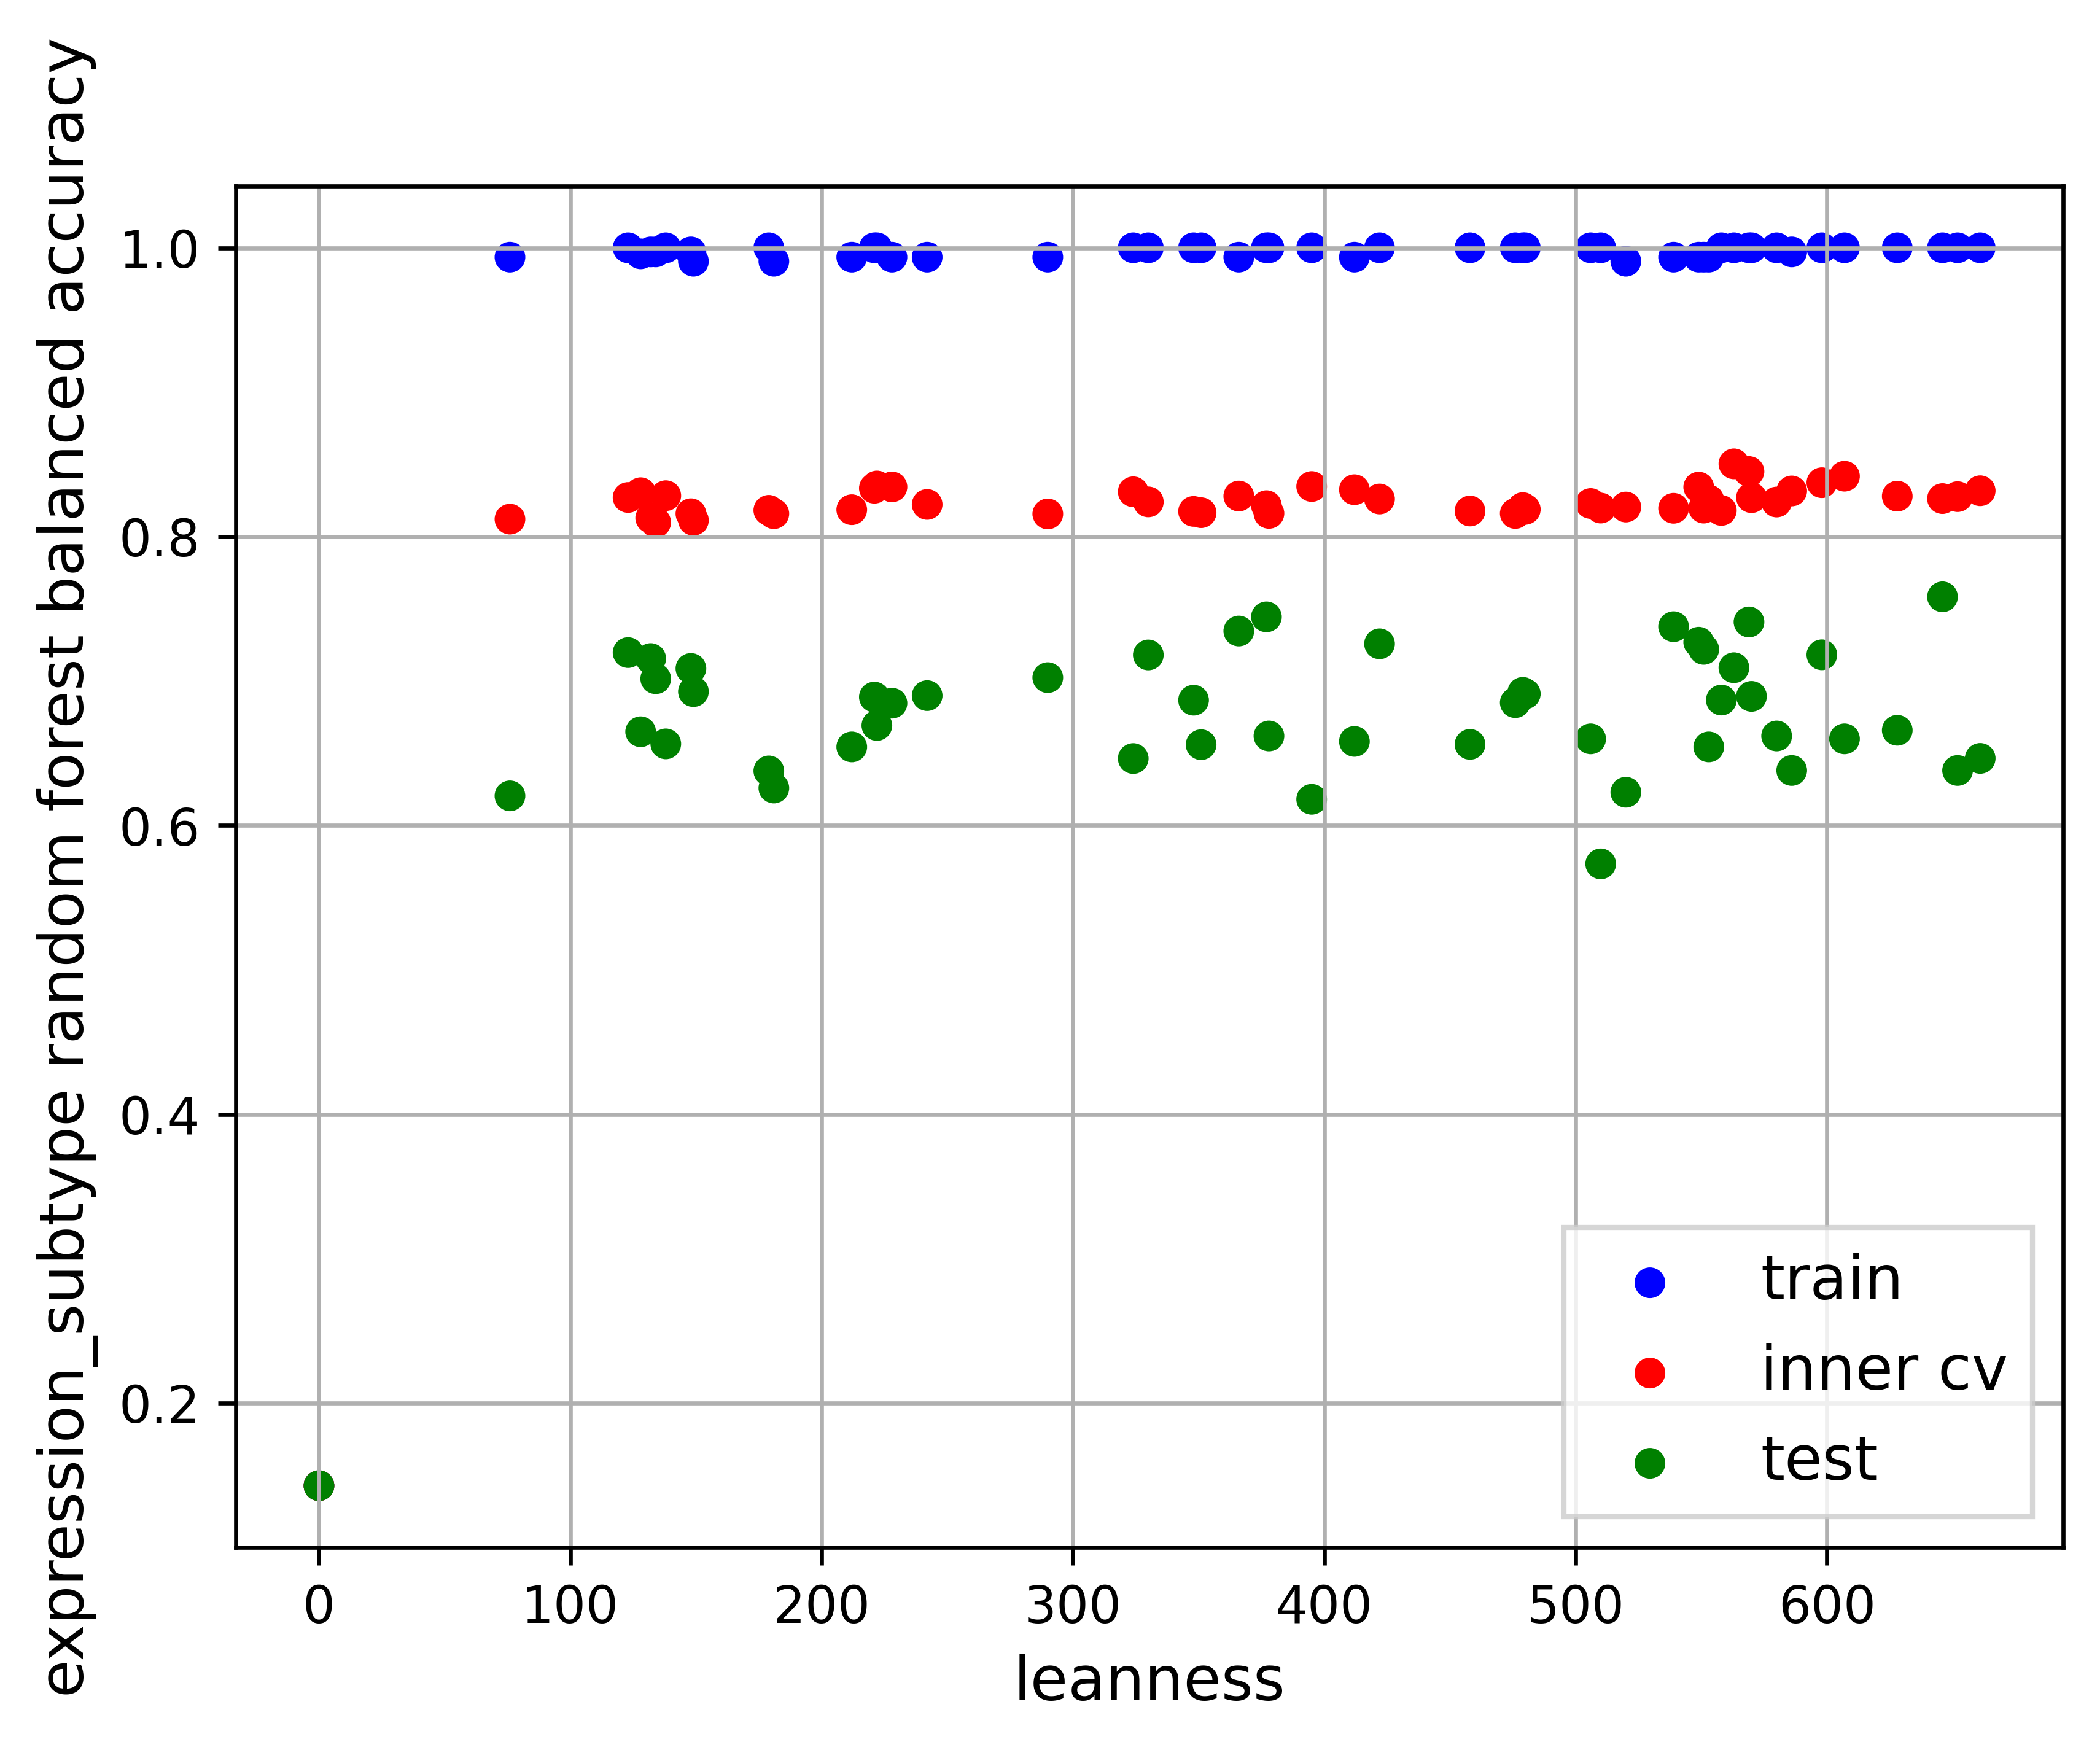 expression_subtype random forest balanced accuracy
1.0
0.8
0.6
0.4
0.2
train
inner cv
test
0 100 200 300 400 500 600
leanness